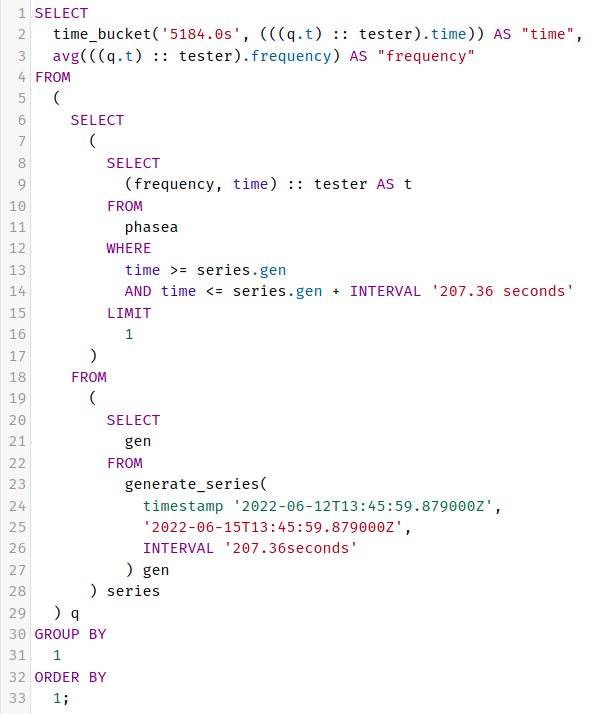 1 SELECT
2   time_bucket('5184.0s', (((q.t) :: tester).time)) AS "time",
3   avg(((q.t) :: tester).frequency) AS "frequency"
4 FROM
5   (
6     SELECT
7       (
8         SELECT
9           (frequency, time) :: tester AS t
10         FROM
11           phasea
12         WHERE
13           time >= series.gen
14           AND time <= series.gen + INTERVAL '207.36 seconds'
15         LIMIT
16           1
17       )
18     FROM
19       (
20         SELECT
21           gen
22         FROM
23           generate_series(
24             timestamp '2022-06-12T13:45:59.879000Z',
25             '2022-06-15T13:45:59.879000Z',
26             INTERVAL '207.36seconds'
27           ) gen
28       ) series
29   ) q
30 GROUP BY
31   1
32 ORDER BY
33   1;